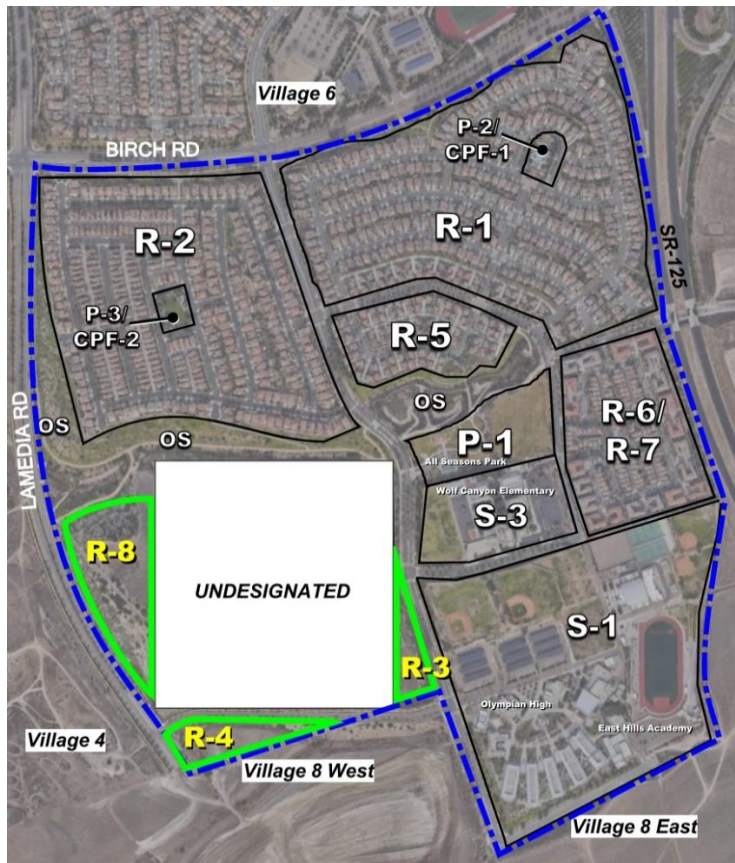 Village 6
BIRCH RD
P-2/
CPF-1
R-2
R-1
SR-125
P-3/
CPF-2
R-5
OS
R-6/
R-7
LAMEDIA RD
OS
OS
P-1
All Seasons Park
Wolf Canyon Elementary
S-3
R-8
UNDESIGNATED
S-1
R-3
Olympian High
East Hills Academy
R-4
Village 4
Village 8 West
Village 8 East